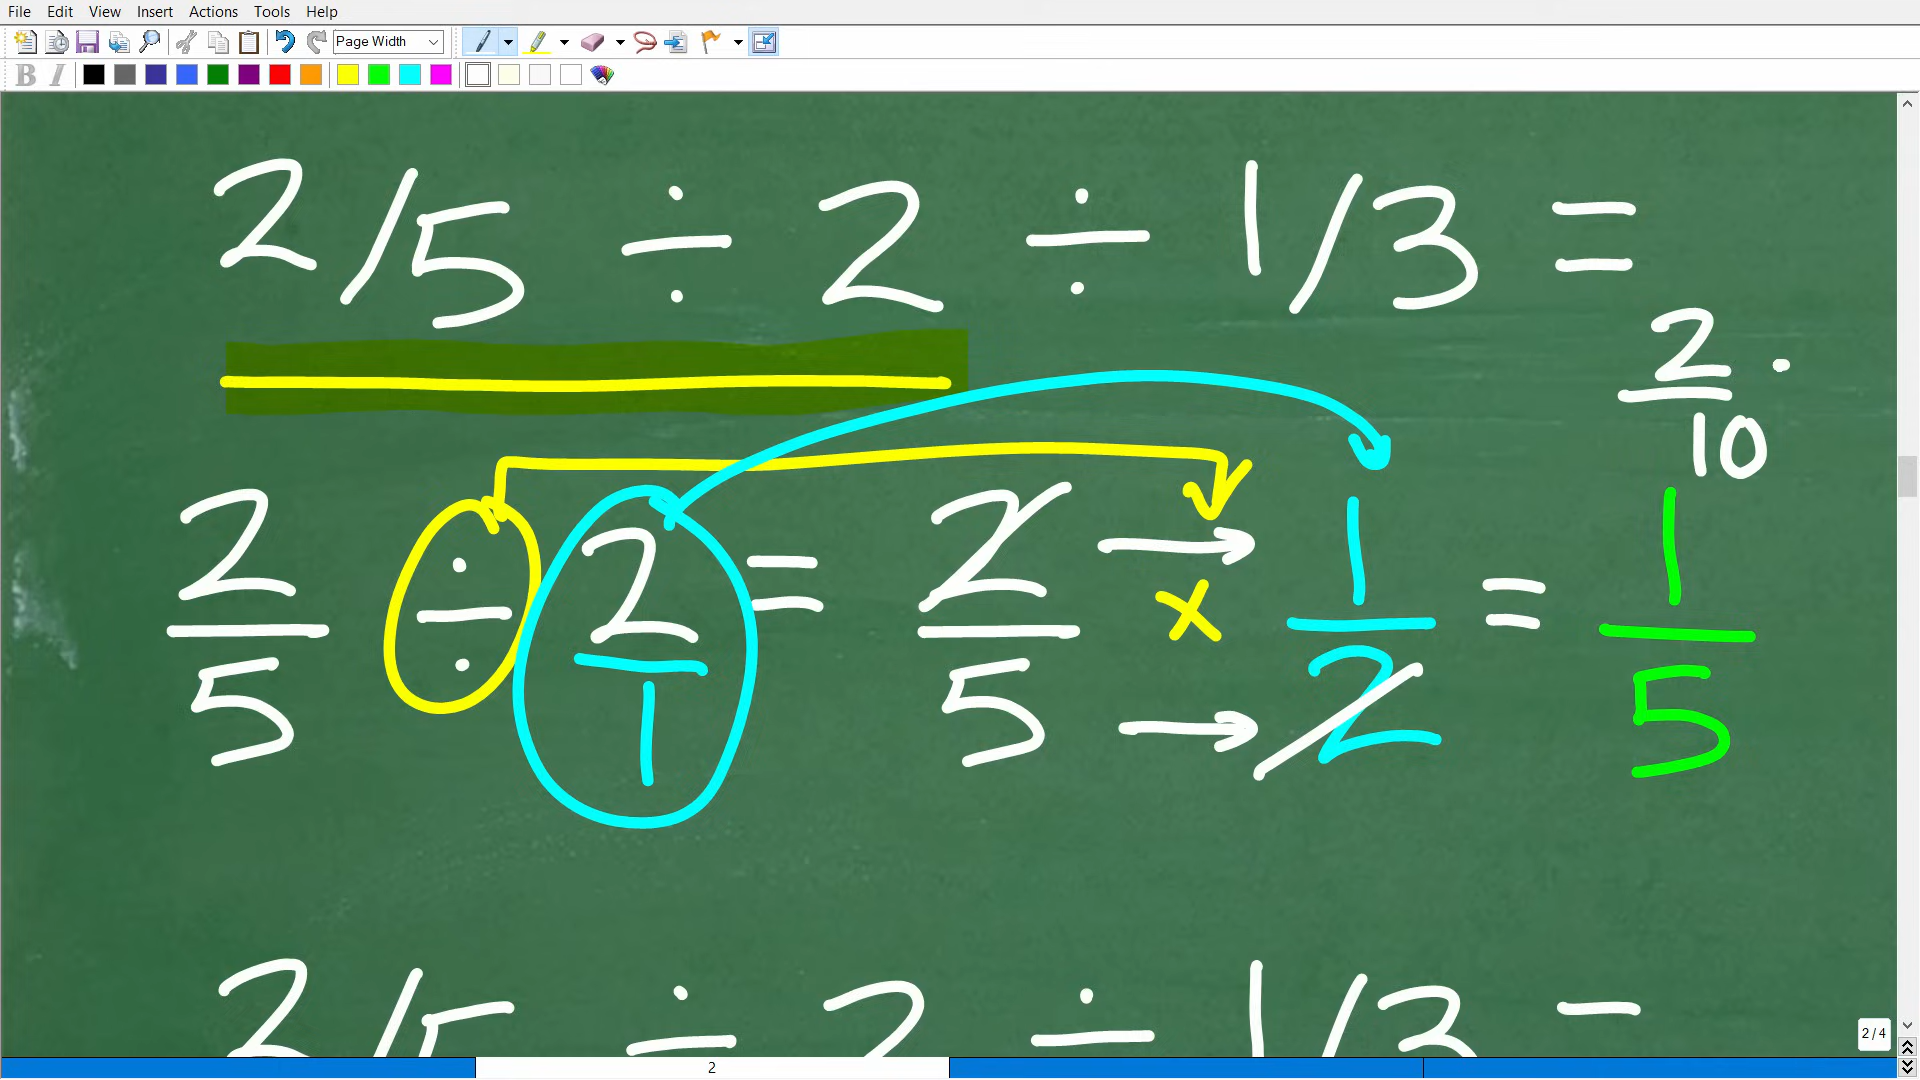 File Edit View Insert Actions Tools Help
Page Width
B I
2/5 ÷ 2 ÷ 1/3 =
2/10 ·
2/5 ÷ 2/1 = 2/5 → × → 1/2 = 1/5
2/5 ÷ 2 ÷ 1/3 =
2/4
2